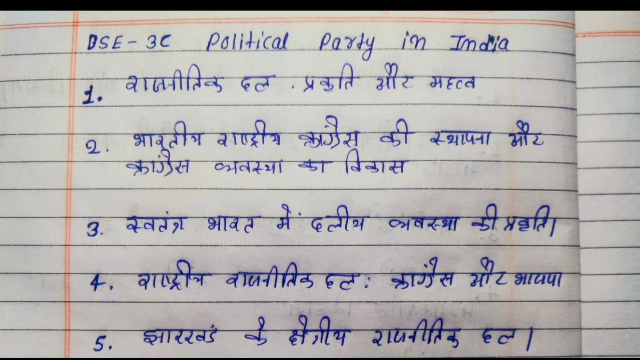 DSE - 3C Political Party in India
1. राजनीतिक दल . प्रकृति और महत्व
2. भारतीय राष्ट्रीय कांग्रेस की स्थापना और
कांग्रेस व्यवस्था का विकास
3. स्वतंत्र भारत में दलीय व्यवस्था की प्रकृति।
4. राष्ट्रीय राजनीतिक दल : कांग्रेस और भाजपा
5. झारखंड के क्षेत्रीय राजनीतिक दल।